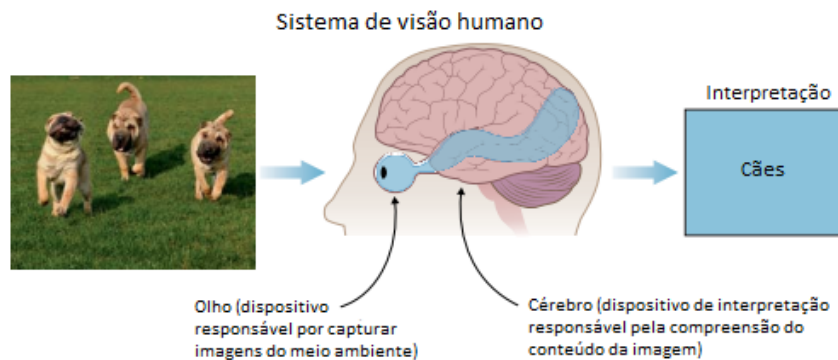 Sistema de visão humano
Interpretação
Cães
Olho (dispositivo
responsável por capturar
imagens do meio ambiente)
Cérebro (dispositivo de interpretação
responsável pela compreensão do
conteúdo da imagem)